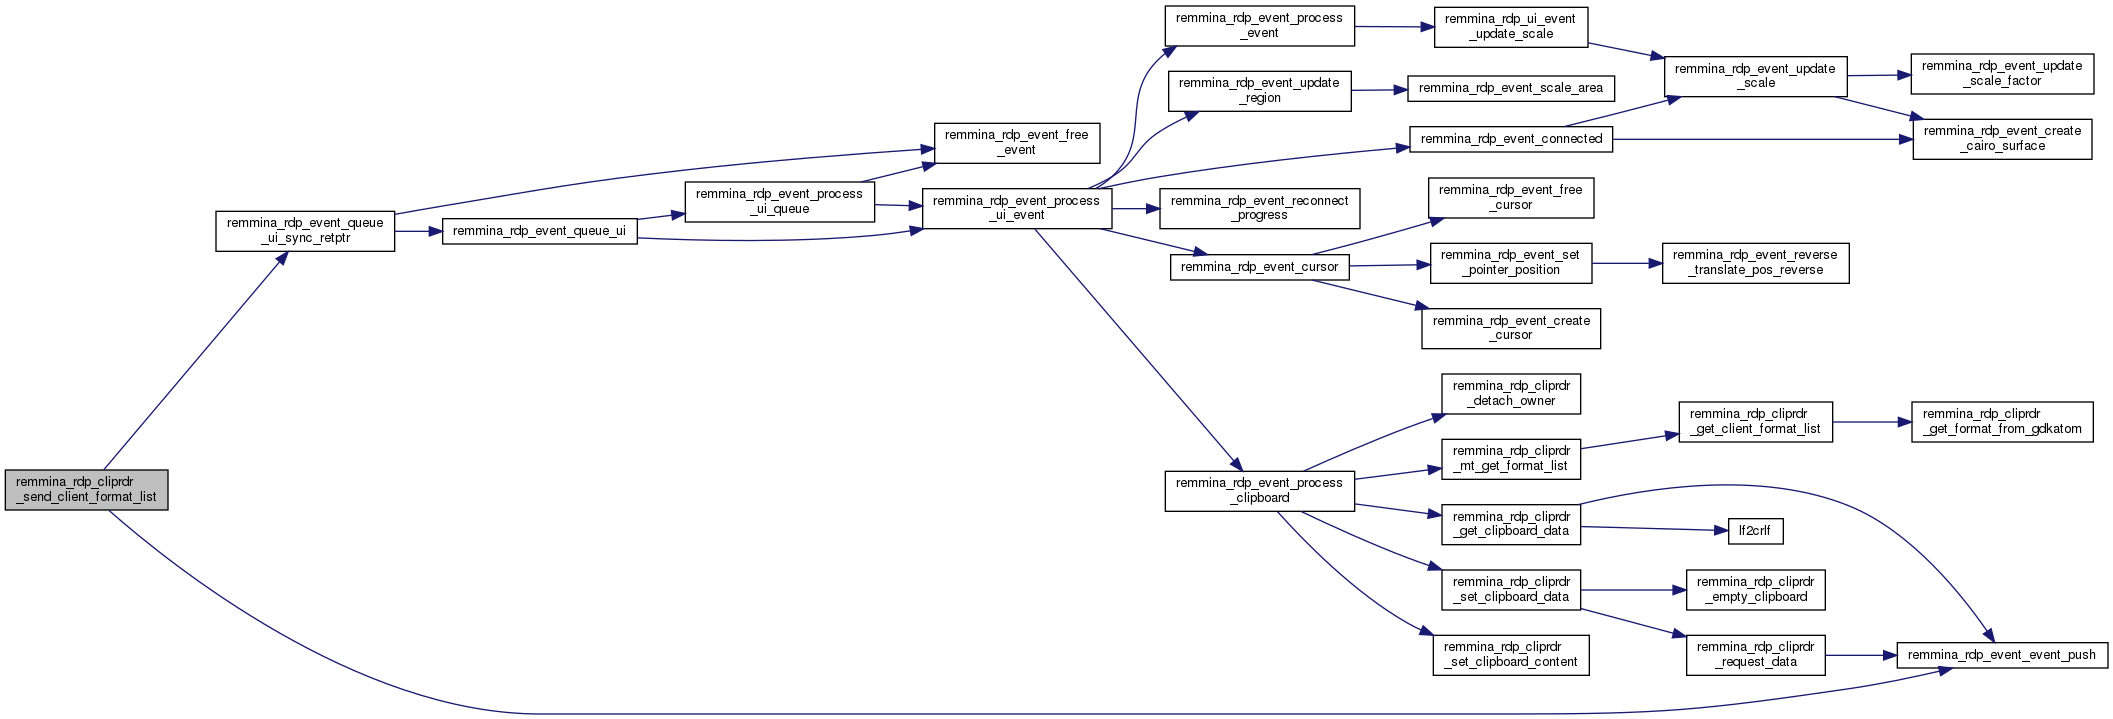 remmina_rdp_cliprdr
_send_client_format_list
remmina_rdp_event_queue
_ui_sync_retptr
remmina_rdp_event_queue_ui
remmina_rdp_event_process
_ui_queue
remmina_rdp_event_free
_event
remmina_rdp_event_process
_ui_event
remmina_rdp_event_process
_event
remmina_rdp_event_update
_region
remmina_rdp_event_reconnect
_progress
remmina_rdp_event_cursor
remmina_rdp_event_process
_clipboard
remmina_rdp_ui_event
_update_scale
remmina_rdp_event_scale_area
remmina_rdp_event_connected
remmina_rdp_event_free
_cursor
remmina_rdp_event_set
_pointer_position
remmina_rdp_event_create
_cursor
remmina_rdp_cliprdr
_detach_owner
remmina_rdp_cliprdr
_mt_get_format_list
remmina_rdp_cliprdr
_get_clipboard_data
remmina_rdp_cliprdr
_set_clipboard_data
remmina_rdp_cliprdr
_set_clipboard_content
remmina_rdp_event_update
_scale
remmina_rdp_event_reverse
_translate_pos_reverse
remmina_rdp_cliprdr
_get_client_format_list
lf2crlf
remmina_rdp_cliprdr
_empty_clipboard
remmina_rdp_cliprdr
_request_data
remmina_rdp_event_update
_scale_factor
remmina_rdp_event_create
_cairo_surface
remmina_rdp_cliprdr
_get_format_from_gdkatom
remmina_rdp_event_event_push